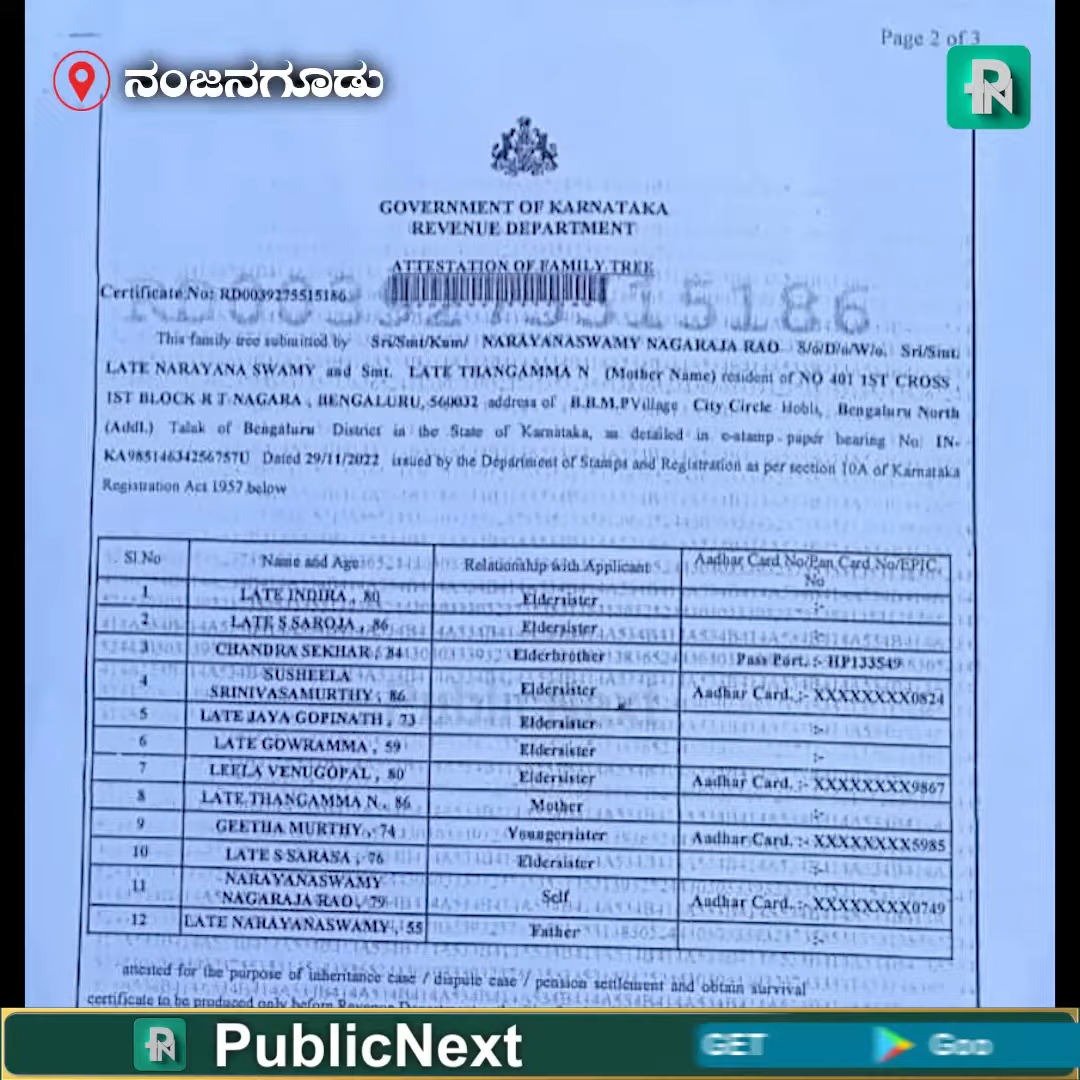 Page 2 of 3
ನಂಜನಗೂಡು
GOVERNMENT OF KARNATAKA
REVENUE DEPARTMENT
ATTESTATION OF FAMILY TREE
Certificate No: RD0039275515186
This family tree submitted by Sri/Smt/Kum/ NARAYANASWAMY NAGARAJA RAO S/o/D/o/W/o. Sri/Smt.
LATE NARAYANA SWAMY and Smt. LATE THANGAMMA N (Mother Name) resident of NO 401 1ST CROSS ,
1ST BLOCK R T NAGARA , BENGALURU, 560032 address of B.B.M.P Village City Circle Hobli, Bengaluru North
(Addl.) Taluk of Bengaluru District in the State of Karnataka, as detailed in e-stamp paper bearing No: IN-
KA98514634256757U Dated 29/11/2022 issued by the Department of Stamps and Registration as per section 10A of Karnataka
Registration Act 1957 below
Sl No Name and Age Relationship with Applicant Aadhar Card No/Pan Card No/EPIC. No
1 LATE INDIRA , 80 Eldersister :-
2 LATE S SAROJA , 86 Eldersister :-
3 CHANDRA SEKHAR , 84 Elderbrother Pass Port. :- HP133549
4 SUSHEELA SRINIVASAMURTHY , 86 Eldersister Aadhar Card. :- XXXXXXXX0824
5 LATE JAYA GOPINATH , 73 Eldersister :-
6 LATE GOWRAMMA , 59 Eldersister :-
7 LEELA VENUGOPAL , 80 Eldersister Aadhar Card. :- XXXXXXXX9867
8 LATE THANGAMMA N , 86 Mother :-
9 GEETHA MURTHY , 74 Youngersister Aadhar Card. :- XXXXXXXX5985
10 LATE S SARASA , 76 Eldersister :-
11 NARAYANASWAMY NAGARAJA RAO , 79 Self Aadhar Card. :- XXXXXXXX0749
12 LATE NARAYANASWAMY , 55 Father :-
attested for the purpose of inheritance case / dispute case / pension settlement and obtain survival
certificate to be produced only before Revenue
PublicNext
GET
Goo